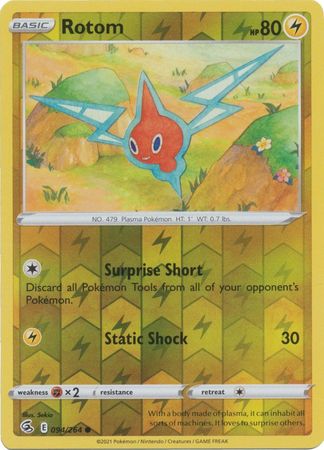 BASIC Rotom HP 80
NO. 479 Plasma Pokémon HT: 1' WT: 0.7 lbs.
Surprise Short
Discard all Pokémon Tools from all of your opponent's
Pokémon.
Static Shock 30
weakness ×2 resistance retreat
Illus. Sekio
E 094/264 ●
With a body made of plasma, it can inhabit all
sorts of machines. It loves to surprise others.
©2021 Pokémon / Nintendo / Creatures / GAME FREAK